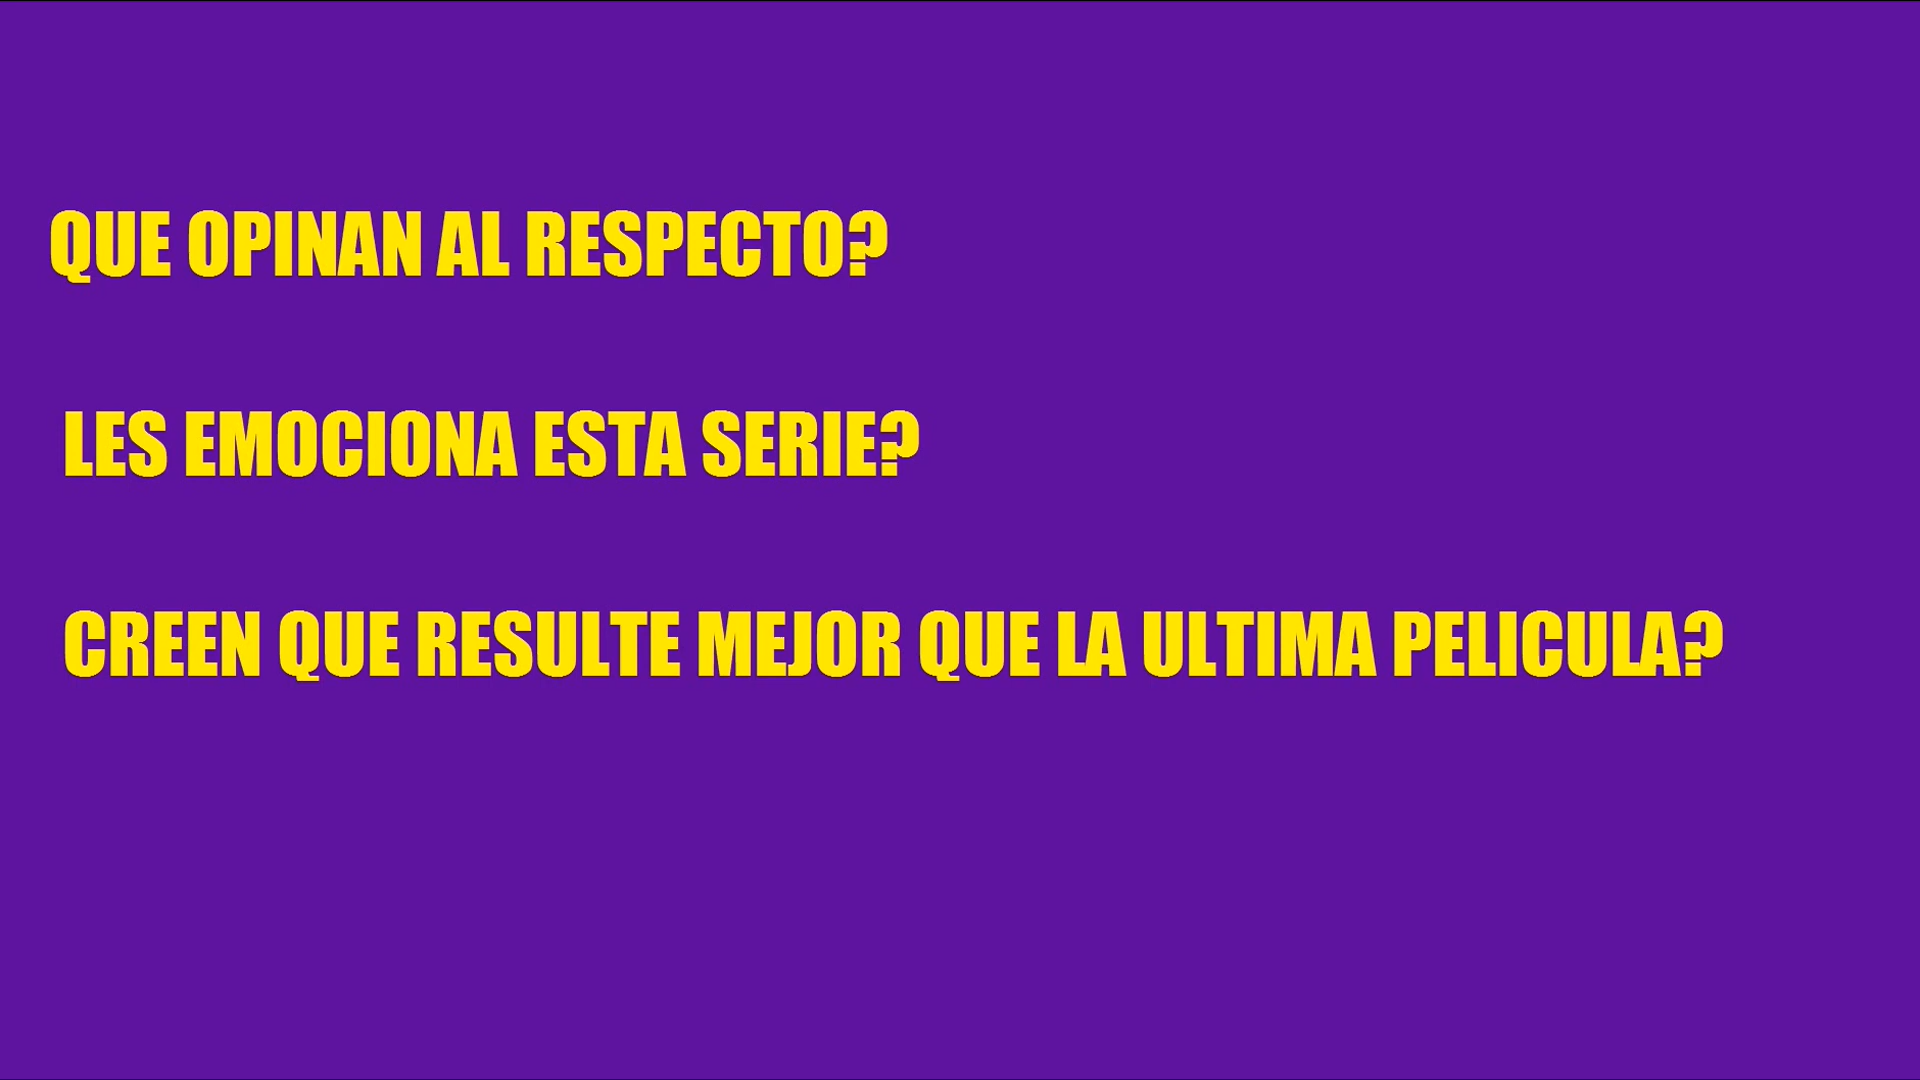 QUE OPINAN AL RESPECTO?
LES EMOCIONA ESTA SERIE?
CREEN QUE RESULTE MEJOR QUE LA ULTIMA PELICULA?